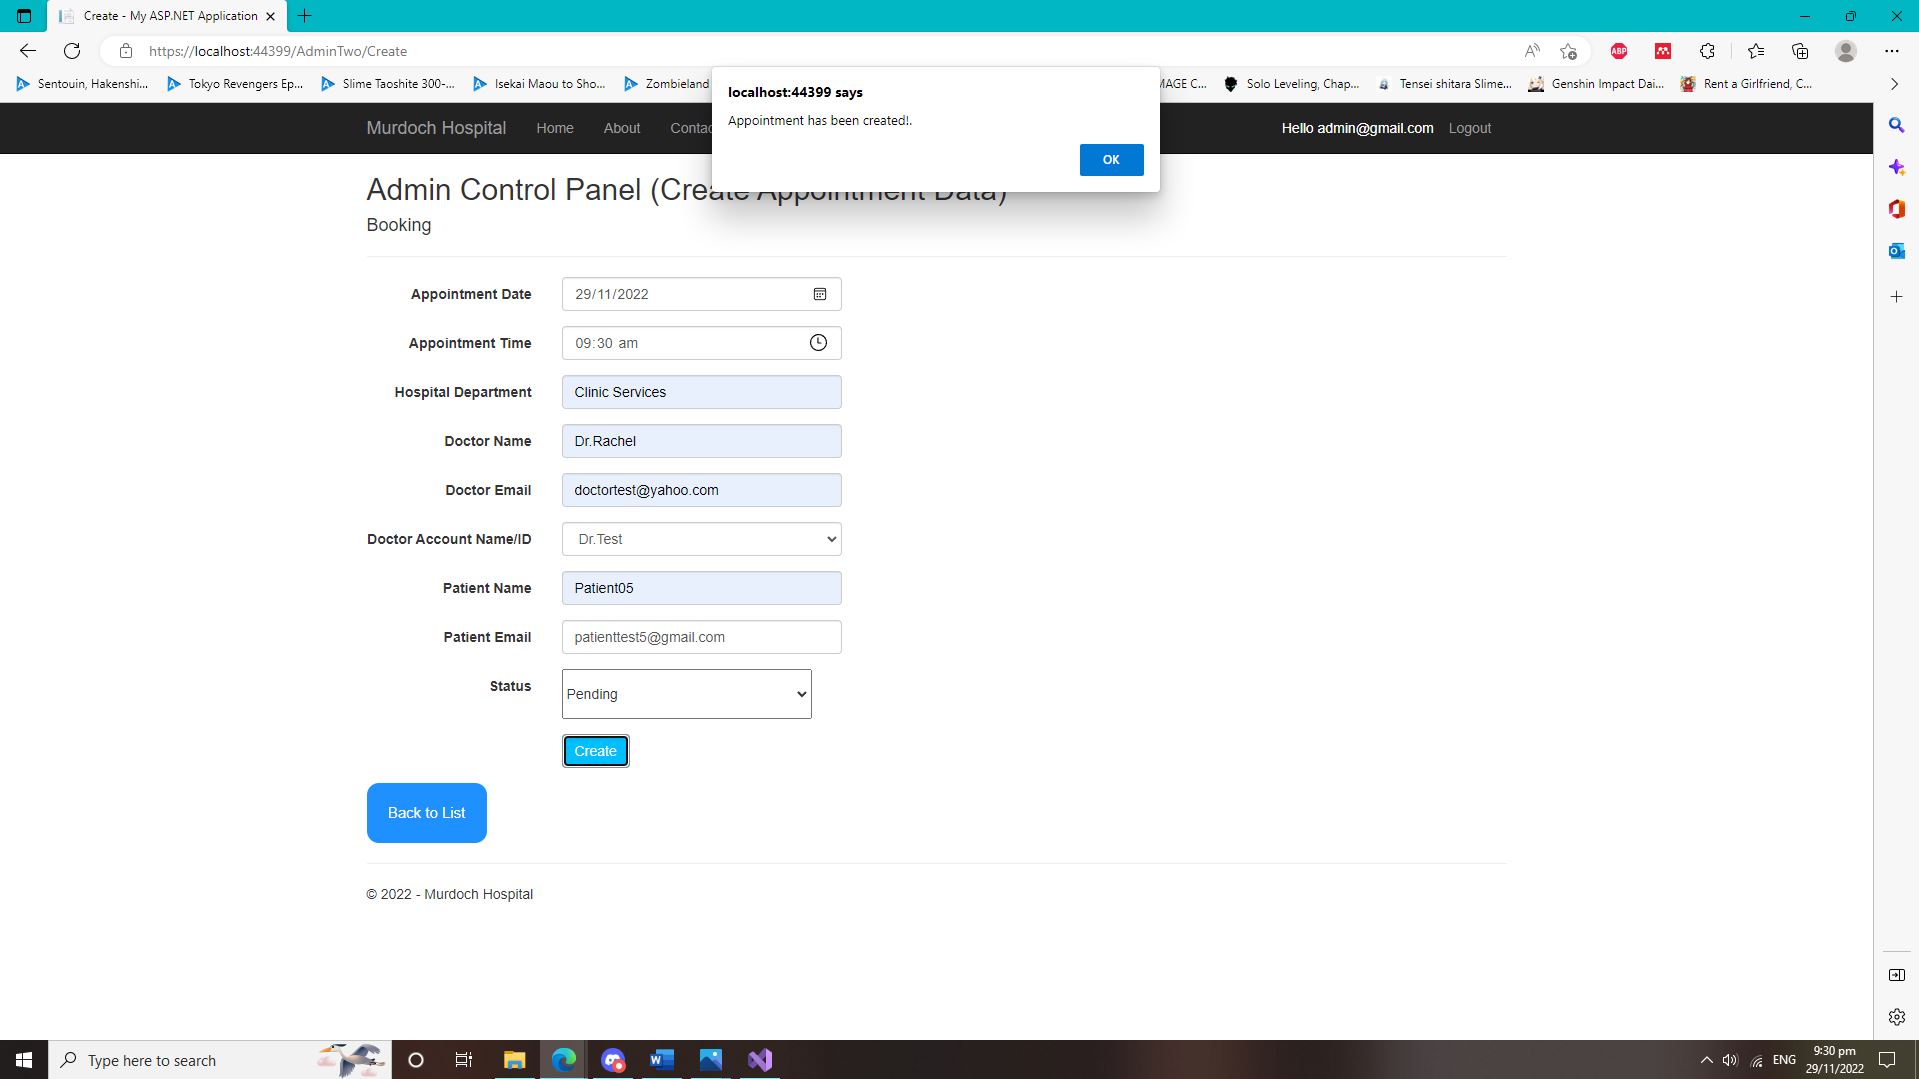 Create - My ASP.NET Application
https://localhost:44399/AdminTwo/Create
Sentouin, Hakenshi...
Tokyo Revengers Ep...
Slime Taoshite 300-...
Isekai Maou to Sho...
Zombieland
MAGE C...
Solo Leveling, Chap...
Tensei shitara Slime...
Genshin Impact Dai...
Rent a Girlfriend, C...
localhost:44399 says
Appointment has been created!.
OK
Murdoch Hospital
Home
About
Contac
Hello admin@gmail.com
Logout
Admin Control Panel (Create Appointment Data)
Booking
Appointment Date
29/11/2022
Appointment Time
09:30 am
Hospital Department
Clinic Services
Doctor Name
Dr.Rachel
Doctor Email
doctortest@yahoo.com
Doctor Account Name/ID
Dr.Test
Patient Name
Patient05
Patient Email
patienttest5@gmail.com
Status
Pending
Create
Back to List
© 2022 - Murdoch Hospital
Type here to search
ENG
9:30 pm
29/11/2022